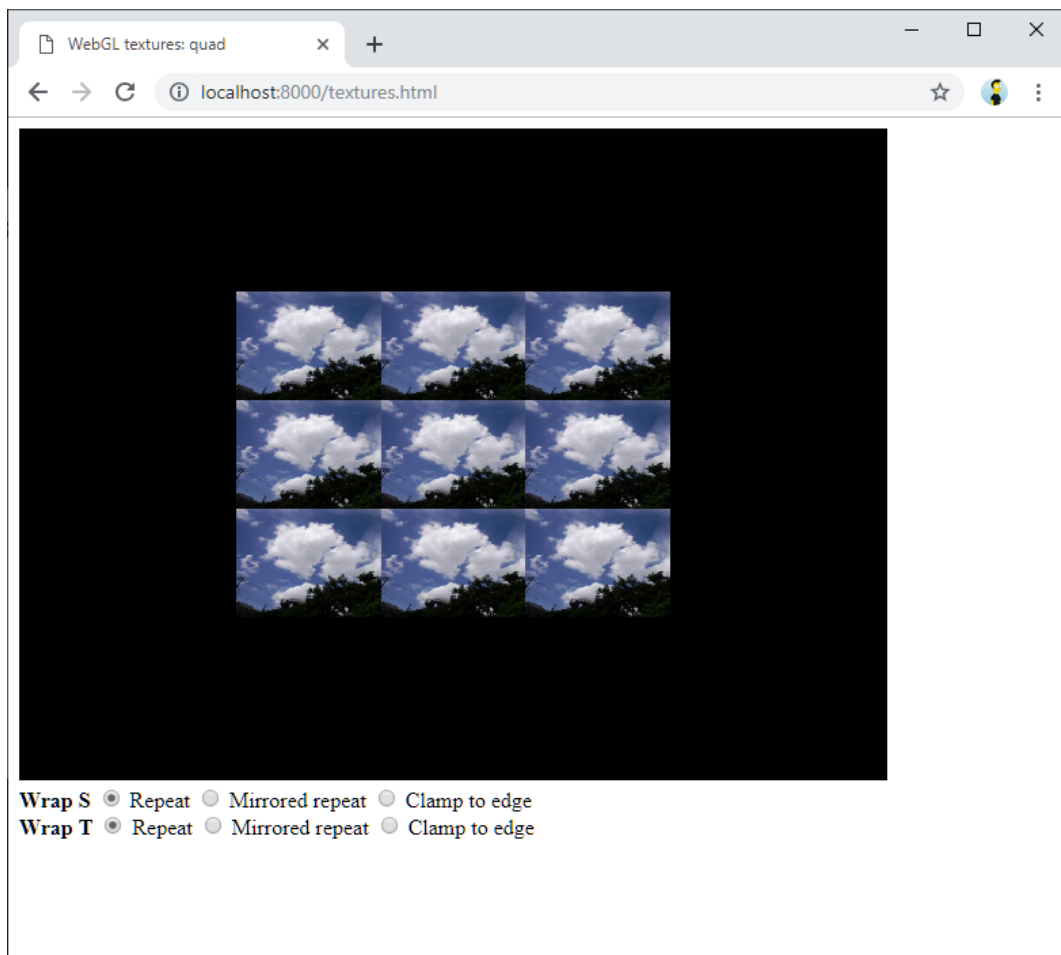 WebGL textures: quad
localhost:8000/textures.html
Wrap S Repeat Mirrored repeat Clamp to edge
Wrap T Repeat Mirrored repeat Clamp to edge